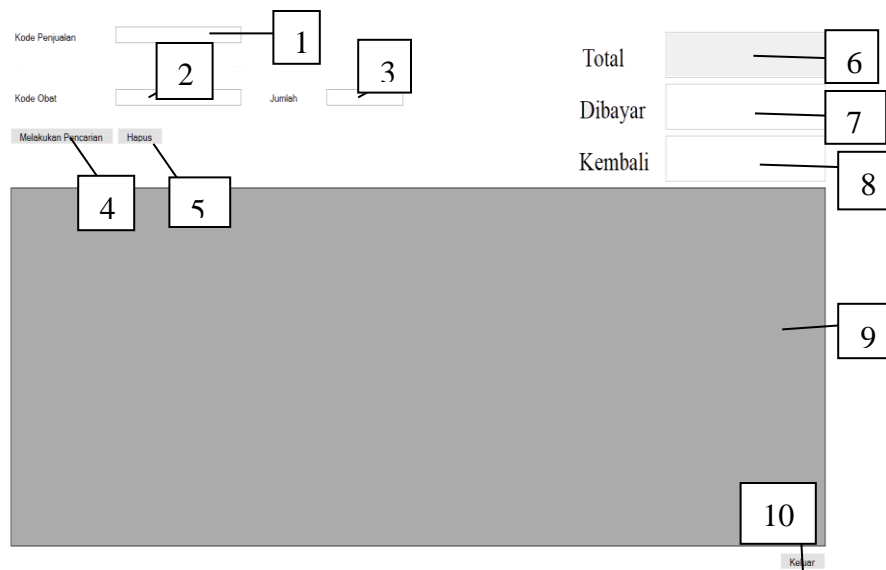 Kode Penjualan
1
Kode Obat
2
Jumlah
3
Melakukan Pencarian
Hapus
4
5
Total
6
Dibayar
7
Kembali
8
9
10
Keluar